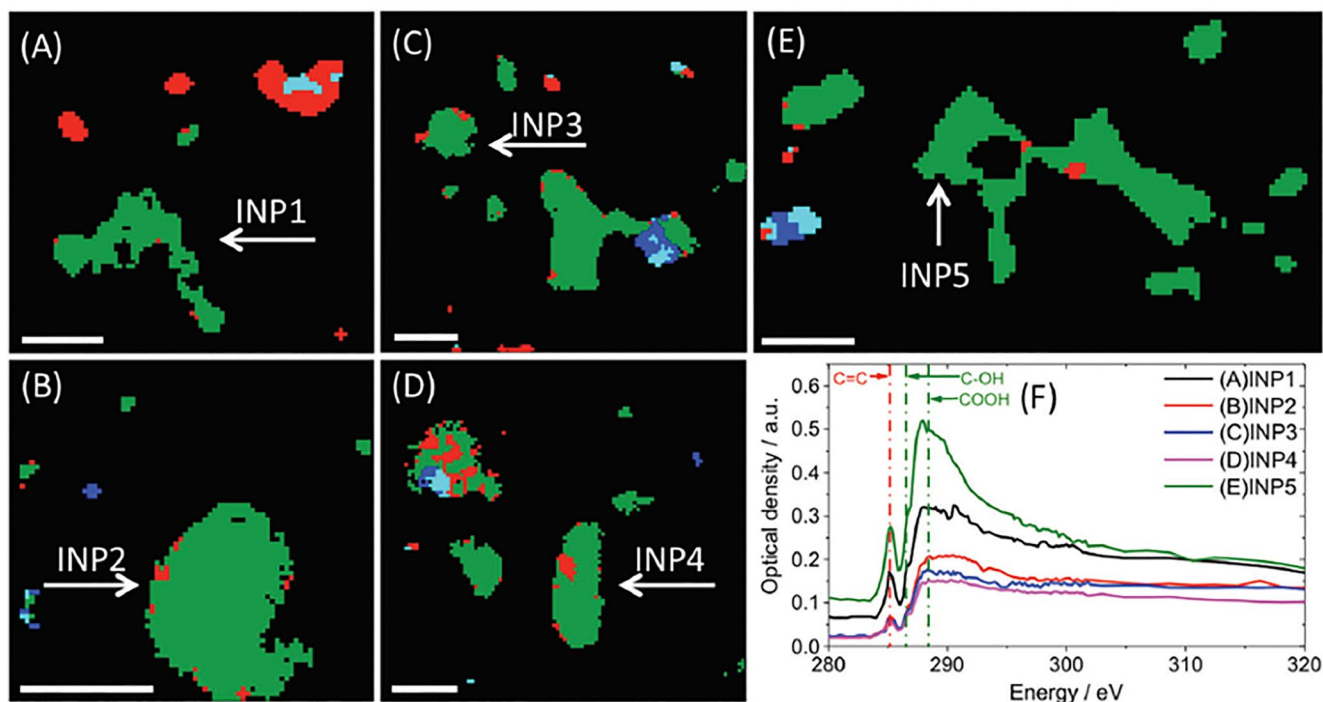 (A)
INP1
(C)
INP3
(E)
INP5
(B)
INP2
(D)
INP4
(F)
C=C
C-OH
COOH
(A)INP1
(B)INP2
(C)INP3
(D)INP4
(E)INP5
Optical density / a.u.
0.6
0.5
0.4
0.3
0.2
0.1
0.0
280 290 300 310 320
Energy / eV